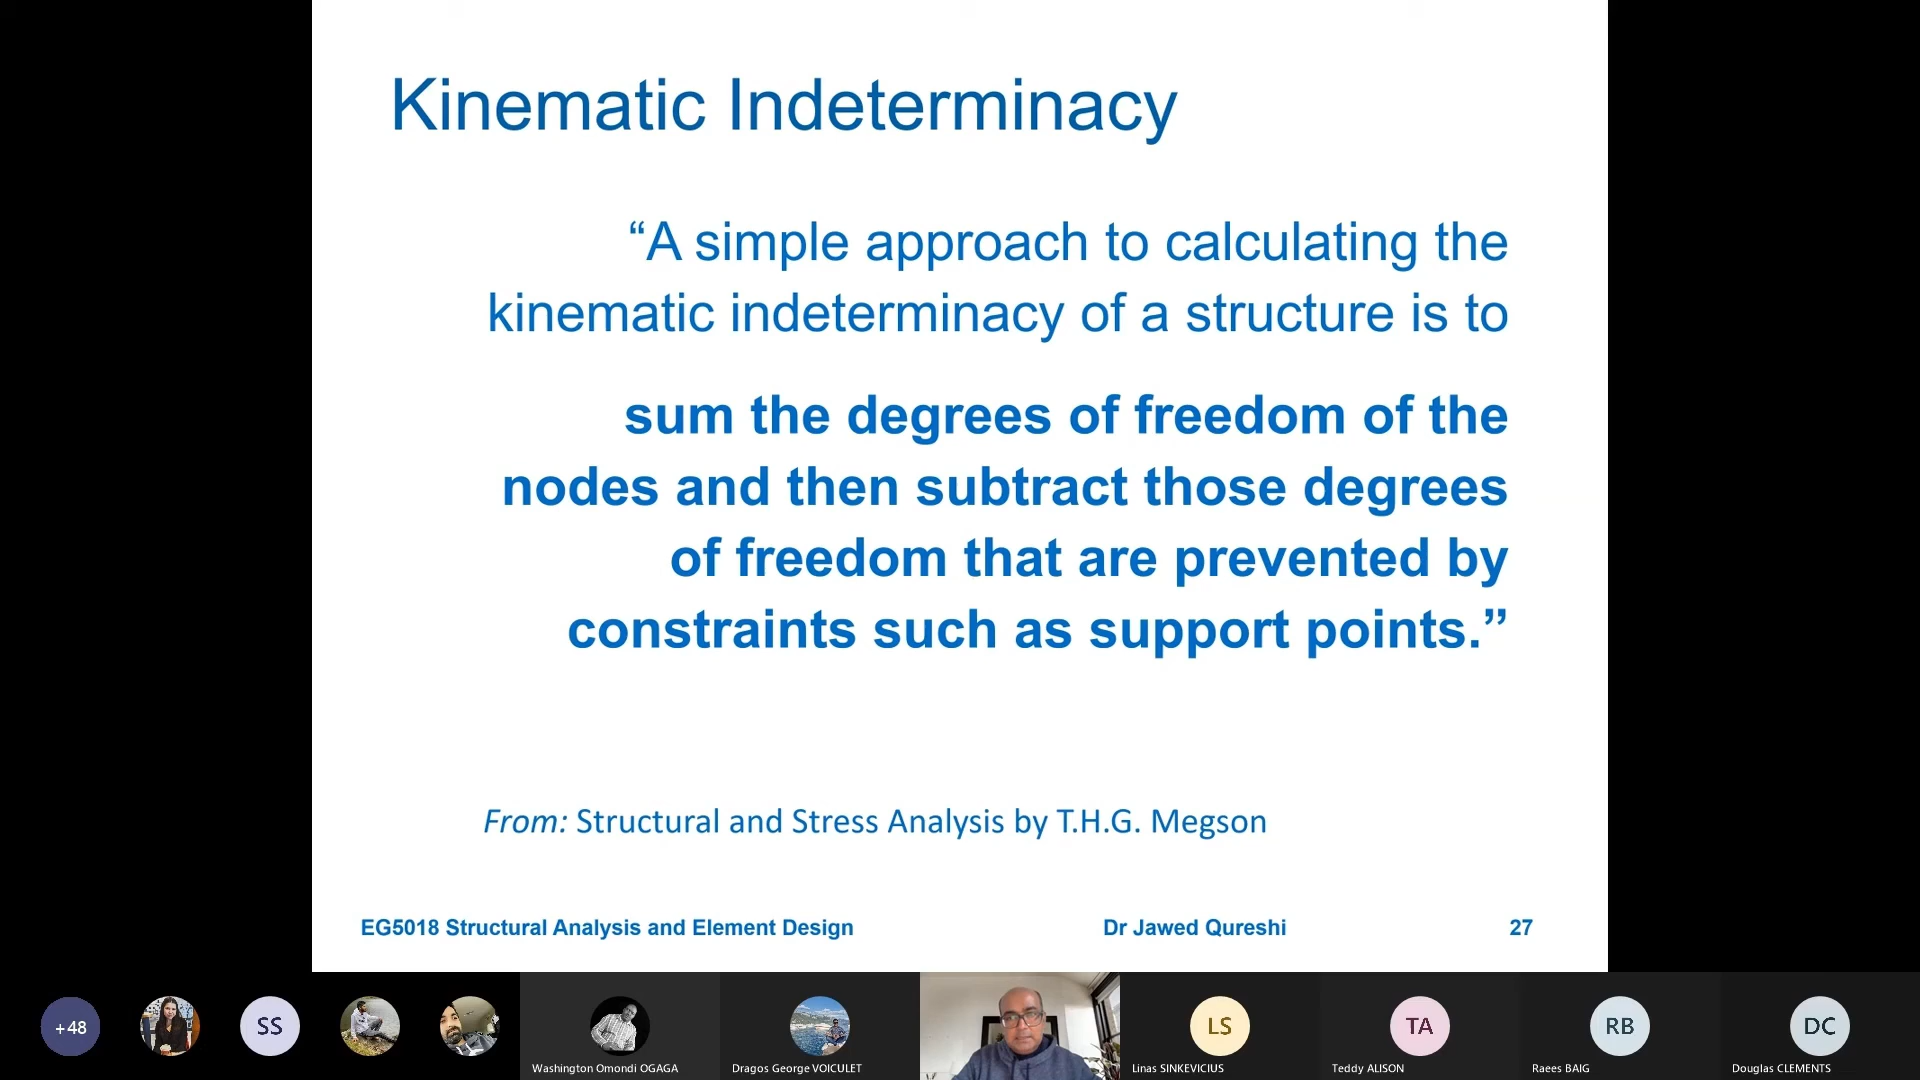 Kinematic Indeterminacy
“A simple approach to calculating the
kinematic indeterminacy of a structure is to
sum the degrees of freedom of the
nodes and then subtract those degrees
of freedom that are prevented by
constraints such as support points.”
From: Structural and Stress Analysis by T.H.G. Megson
EG5018 Structural Analysis and Element Design
Dr Jawed Qureshi
27
+48
SS
Washington Omondi OGAGA
Dragos George VOICULET
LS
Linas SINKEVICIUS
TA
Teddy ALISON
RB
Raees BAIG
DC
Douglas CLEMENTS